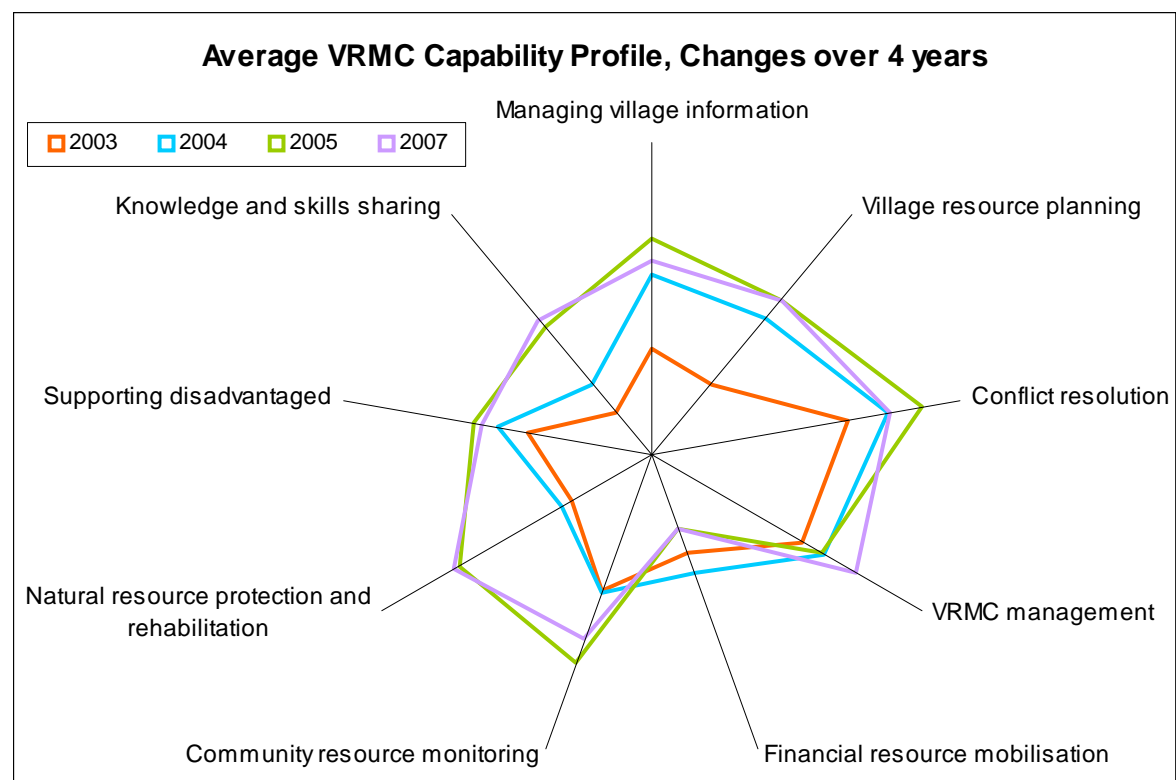 Average VRMC Capability Profile, Changes over 4 years
Managing village information
2003 2004 2005 2007
Knowledge and skills sharing
Village resource planning
Supporting disadvantaged
Conflict resolution
Natural resource protection and
rehabilitation
VRMC management
Community resource monitoring
Financial resource mobilisation